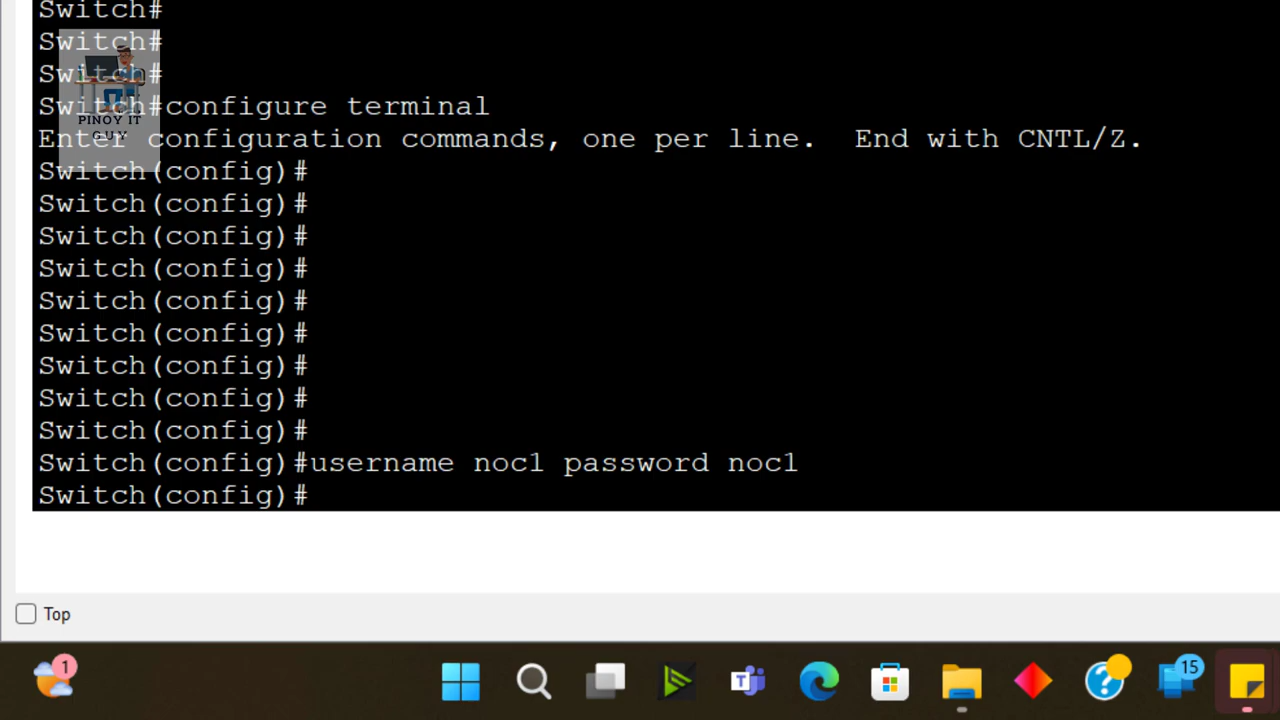 Switch#
Switch#
Switch#
Switch#configure terminal
Enter configuration commands, one per line.  End with CNTL/Z.
Switch(config)#
Switch(config)#
Switch(config)#
Switch(config)#
Switch(config)#
Switch(config)#
Switch(config)#
Switch(config)#
Switch(config)#
Switch(config)#username noc1 password noc1
Switch(config)#
PINOY IT
GUY
Top
1
T
?
15